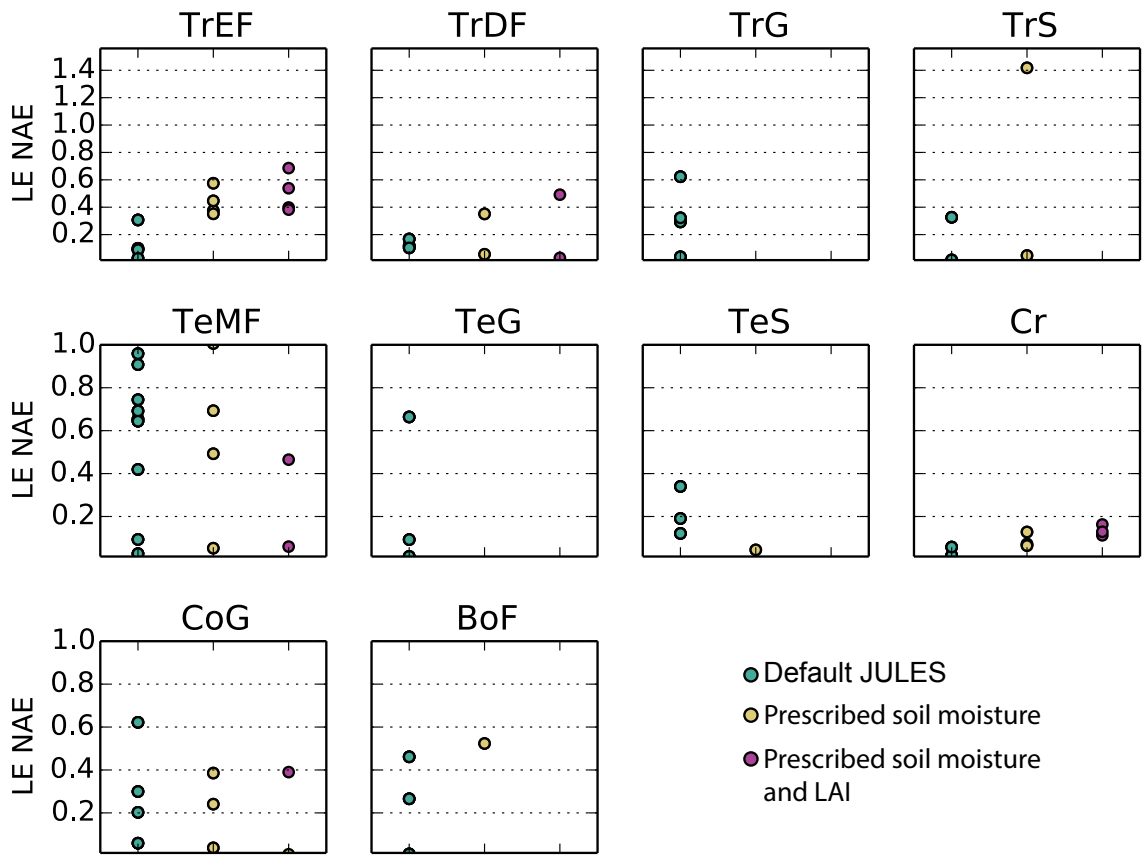 TrEF TrDF TrG TrS
LE NAE
1.4
1.2
1.0
0.8
0.6
0.4
0.2
TeMF TeG TeS Cr
LE NAE
1.0
0.8
0.6
0.4
0.2
CoG BoF
LE NAE
1.0
0.8
0.6
0.4
0.2
Default JULES
Prescribed soil moisture
Prescribed soil moisture
and LAI